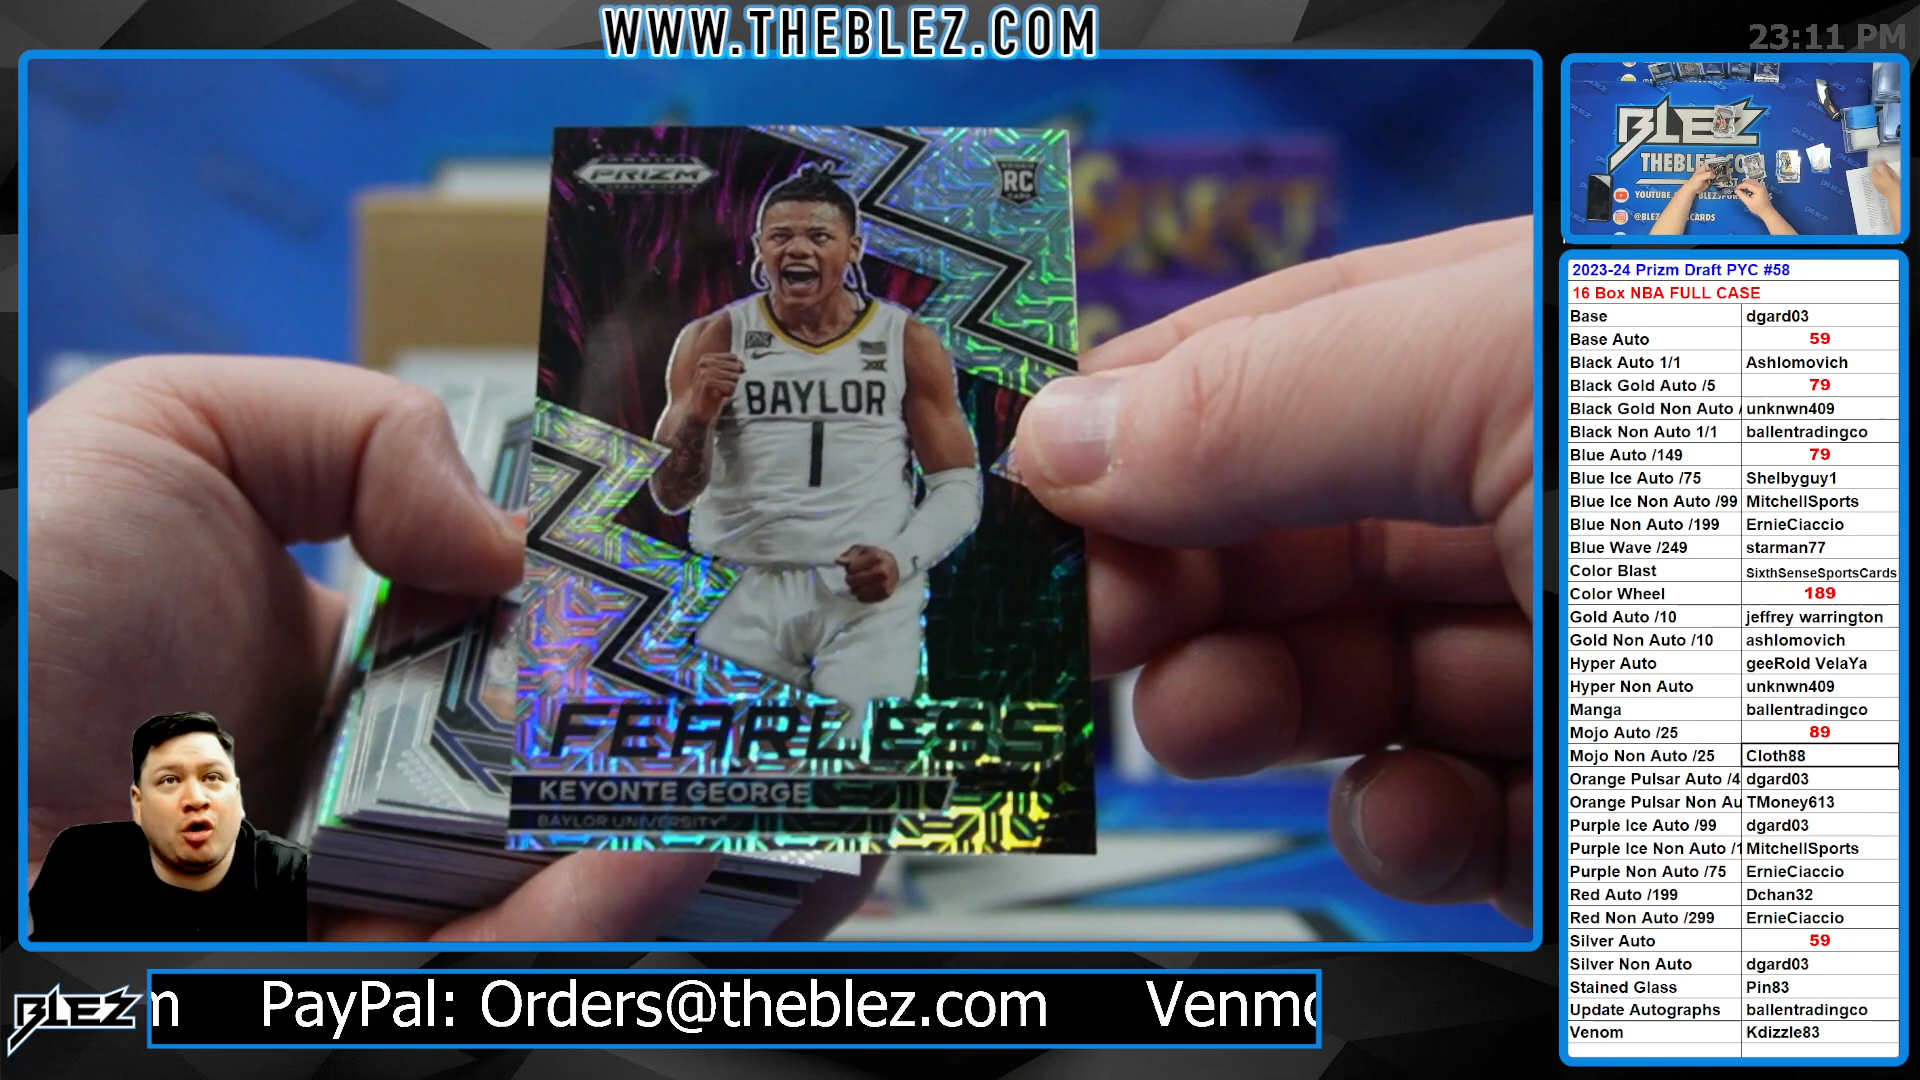 WWW.THEBLEZ.COM
23:11 PM
PANINI
PRIZM
RC
BAYLOR
1
FEARLESS
KEYONTE GEORGE
BAYLOR UNIVERSITY
BLEZ
2023-24 Prizm Draft PYC #58
16 Box NBA FULL CASE
Base dgard03
Base Auto 59
Black Auto 1/1 Ashlomovich
Black Gold Auto /5 79
Black Gold Non Auto / unknwn409
Black Non Auto 1/1 ballentradingco
Blue Auto /149 79
Blue Ice Auto /75 Shelbyguy1
Blue Ice Non Auto /99 MitchellSports
Blue Non Auto /199 ErnieCiaccio
Blue Wave /249 starman77
Color Blast SixthSenseSportsCards
Color Wheel 189
Gold Auto /10 jeffrey warrington
Gold Non Auto /10 ashlomovich
Hyper Auto geeRold VelaYa
Hyper Non Auto unknwn409
Manga ballentradingco
Mojo Auto /25 89
Mojo Non Auto /25 Cloth88
Orange Pulsar Auto /4 dgard03
Orange Pulsar Non Au TMoney613
Purple Ice Auto /99 dgard03
Purple Ice Non Auto /1 MitchellSports
Purple Non Auto /75 ErnieCiaccio
Red Auto /199 Dchan32
Red Non Auto /299 ErnieCiaccio
Silver Auto 59
Silver Non Auto dgard03
Stained Glass Pin83
Update Autographs ballentradingco
Venom Kdizzle83
BLEZ
m PayPal: Orders@theblez.com Venmo